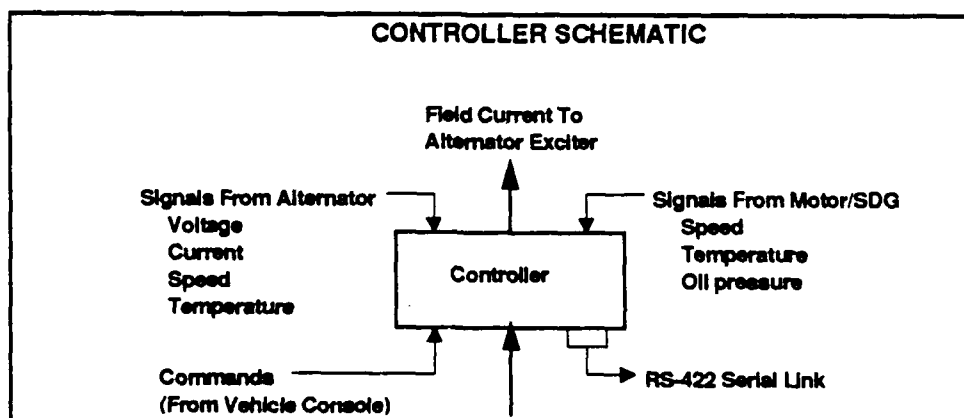 CONTROLLER SCHEMATIC
Field Current To
Alternator Exciter
Signals From Alternator
Voltage
Current
Speed
Temperature
Signals From Motor/SDG
Speed
Temperature
Oil pressure
Controller
Commands
(From Vehicle Console)
RS-422 Serial Link